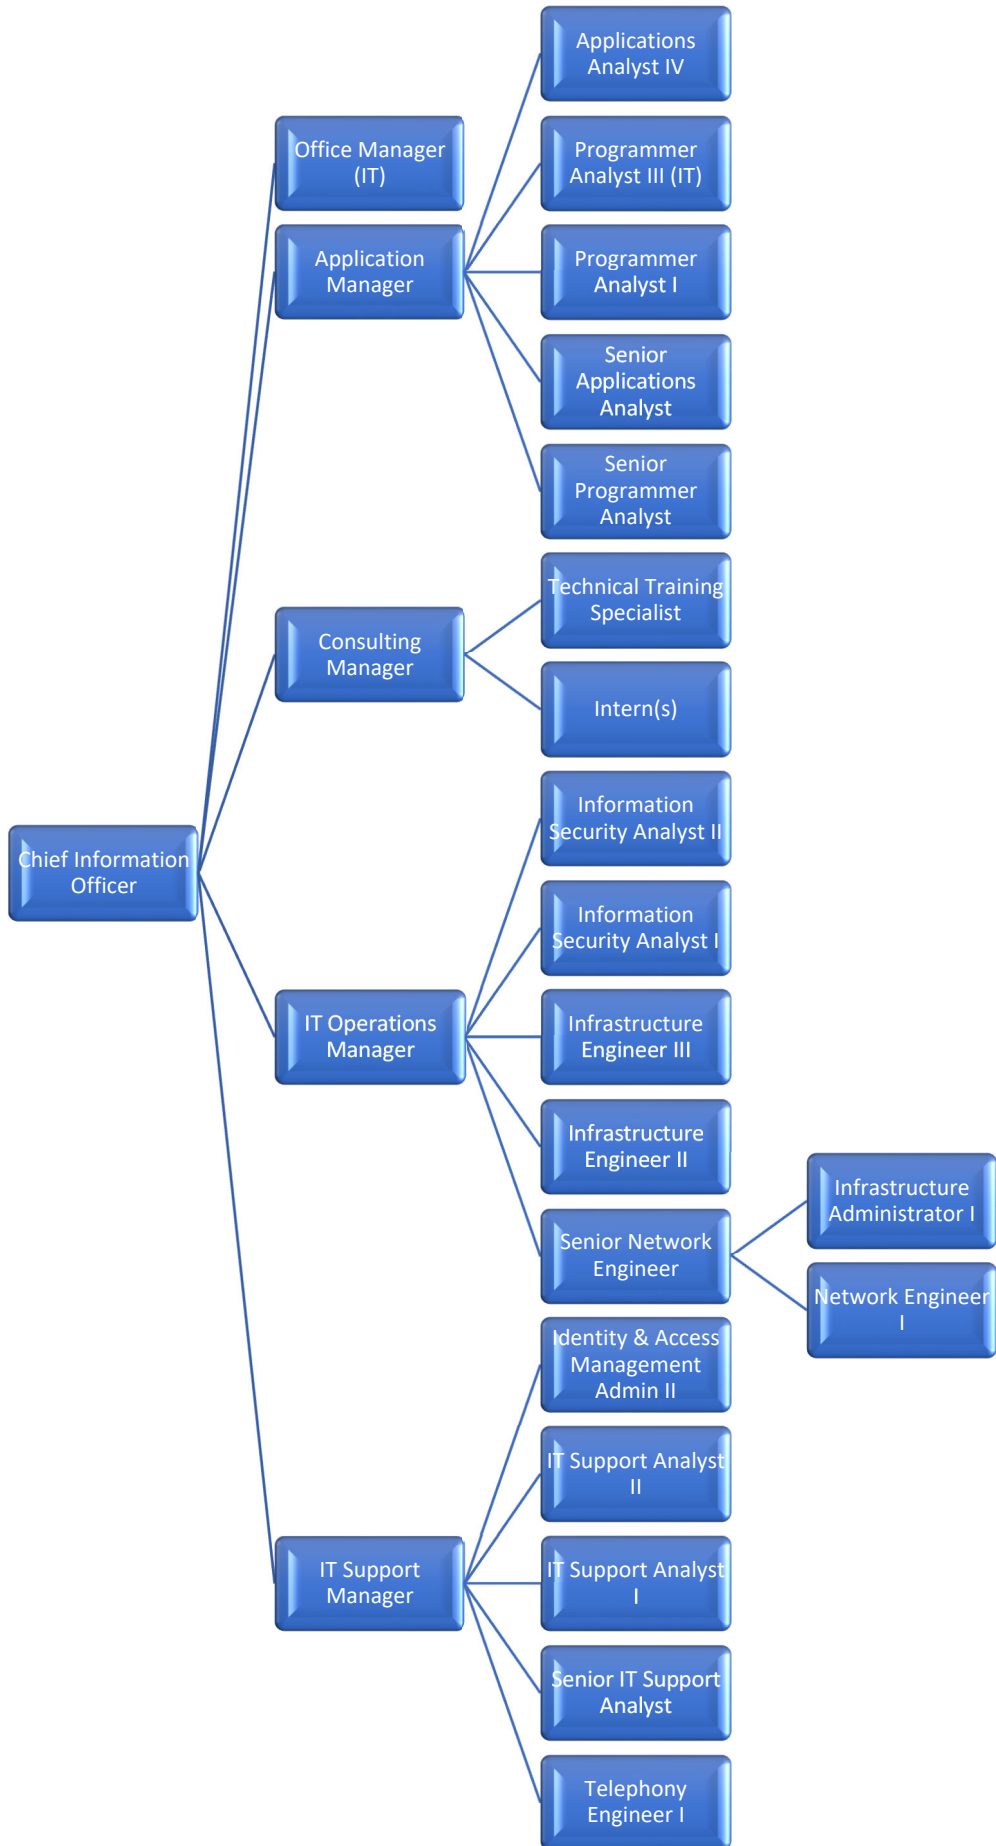 Applications
Analyst IV
Office Manager
(IT)
Programmer
Analyst III (IT)
Application
Manager
Programmer
Analyst I
Senior
Applications
Analyst
Senior
Programmer
Analyst
Technical Training
Specialist
Consulting
Manager
Intern(s)
Information
Security Analyst II
Chief Information
Officer
Information
Security Analyst I
IT Operations
Manager
Infrastructure
Engineer III
Infrastructure
Engineer II
Infrastructure
Administrator I
Senior Network
Engineer
Network Engineer
I
Identity & Access
Management
Admin II
IT Support Analyst
II
IT Support
Manager
IT Support Analyst
I
Senior IT Support
Analyst
Telephony
Engineer I